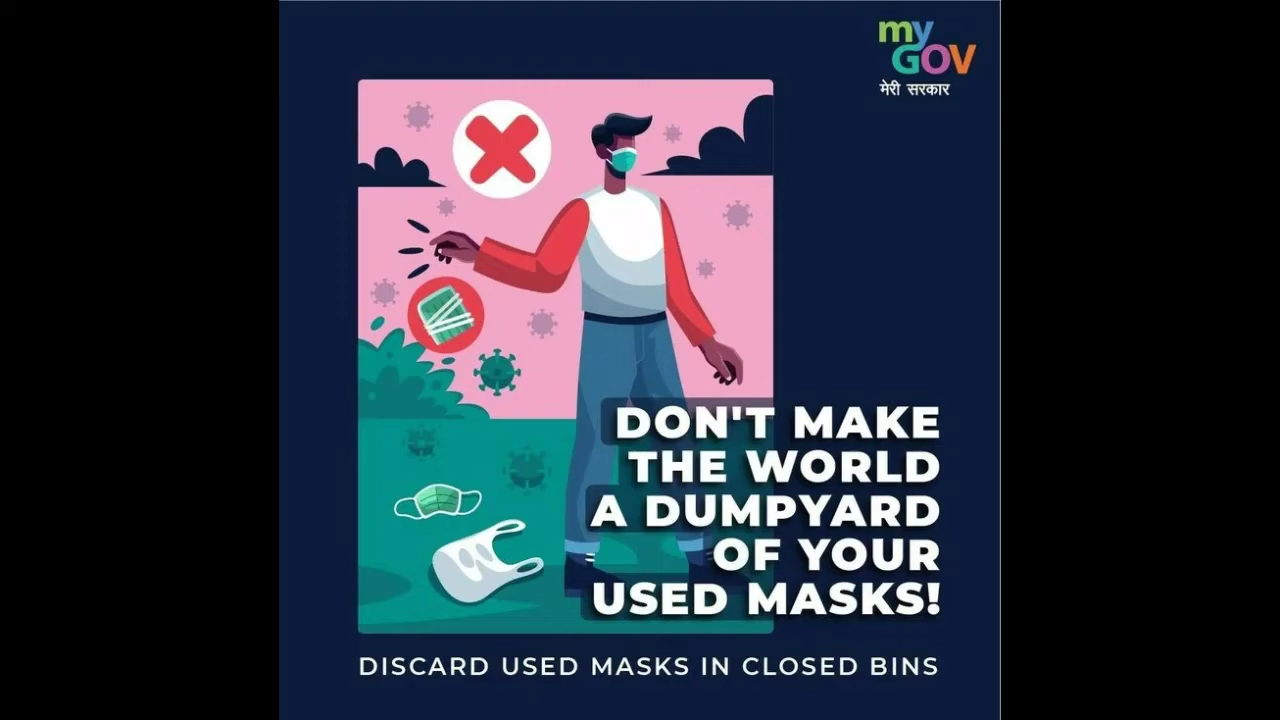 my
GOV
मेरी सरकार
DON'T MAKE
THE WORLD
A DUMPYARD
OF YOUR
USED MASKS!
DISCARD USED MASKS IN CLOSED BINS